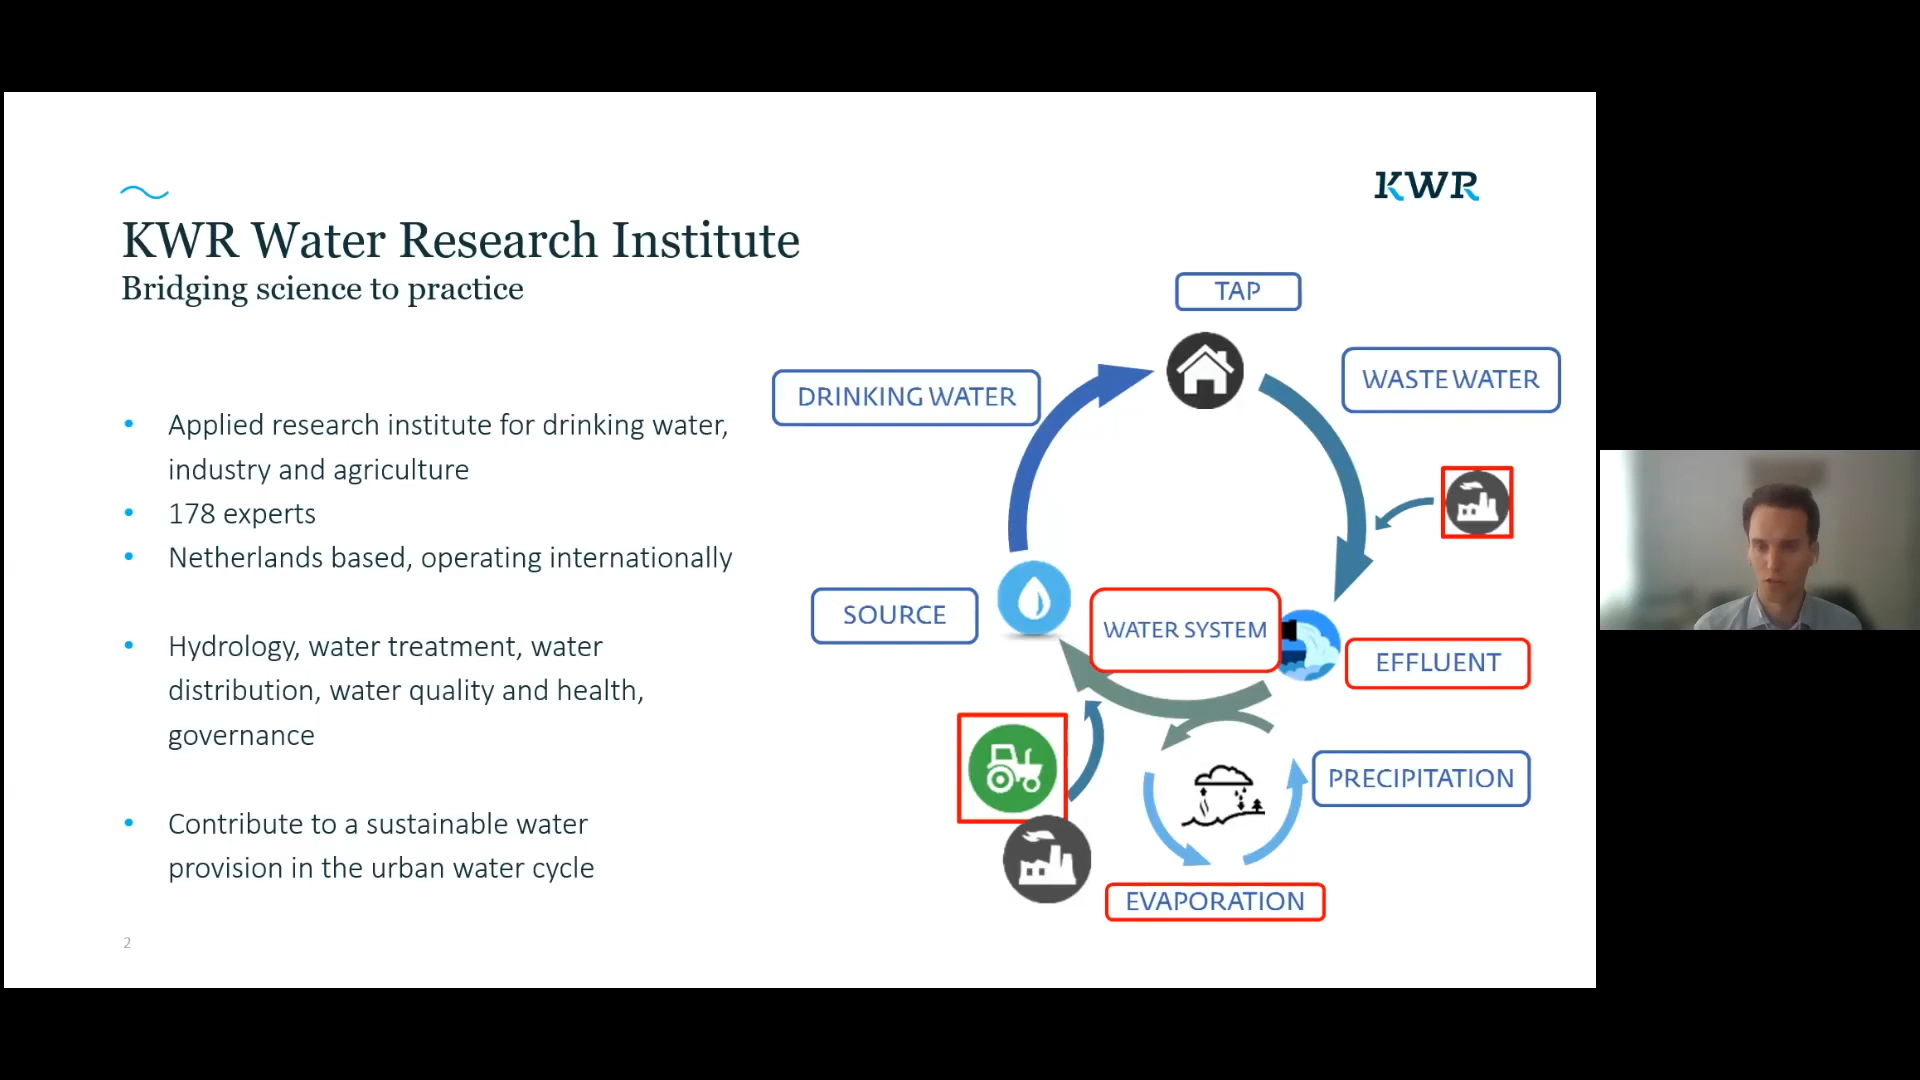 KWR
KWR Water Research Institute
Bridging science to practice
• Applied research institute for drinking water,
industry and agriculture
• 178 experts
• Netherlands based, operating internationally
• Hydrology, water treatment, water
distribution, water quality and health,
governance
• Contribute to a sustainable water
provision in the urban water cycle
TAP
DRINKING WATER
WASTEWATER
SOURCE
WATER SYSTEM
EFFLUENT
PRECIPITATION
EVAPORATION
2